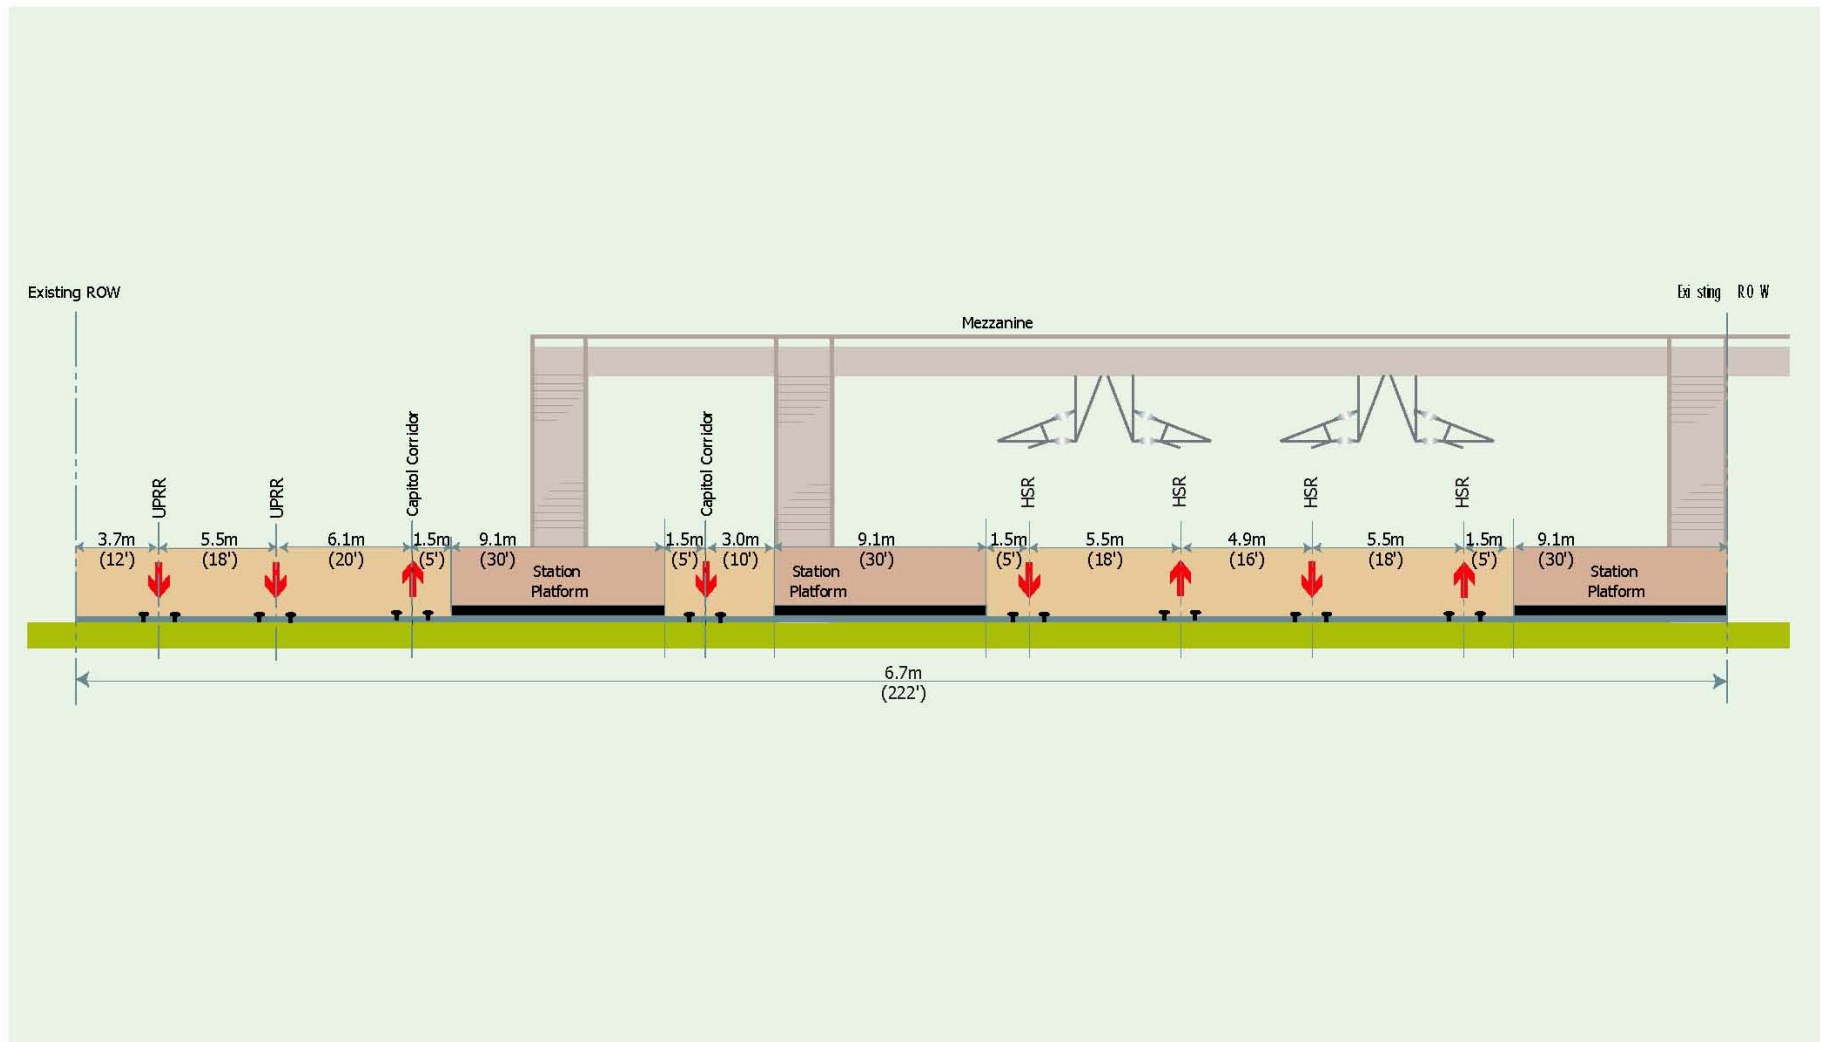 Existing ROW
Existing ROW
Mezzanine
UPRR
UPRR
Capitol Corridor
Capitol Corridor
HSR
HSR
HSR
HSR
3.7m
(12')
5.5m
(18')
6.1m
(20')
1.5m
(5')
9.1m
(30')
1.5m
(5')
3.0m
(10')
9.1m
(30')
1.5m
(5')
5.5m
(18')
4.9m
(16')
5.5m
(18')
1.5m
(5')
9.1m
(30')
Station
Platform
Station
Platform
Station
Platform
6.7m
(222')